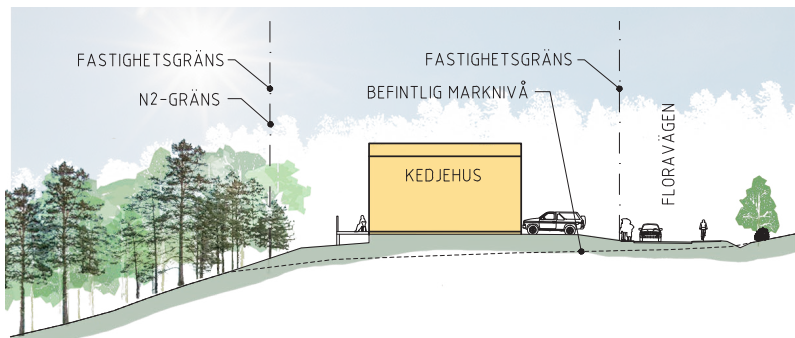 FASTIGHETSGRÄNS
N2-GRÄNS
FASTIGHETSGRÄNS
BEFINTLIG MARKNIVÅ
KEDJEHUS
FLORAVÄGEN